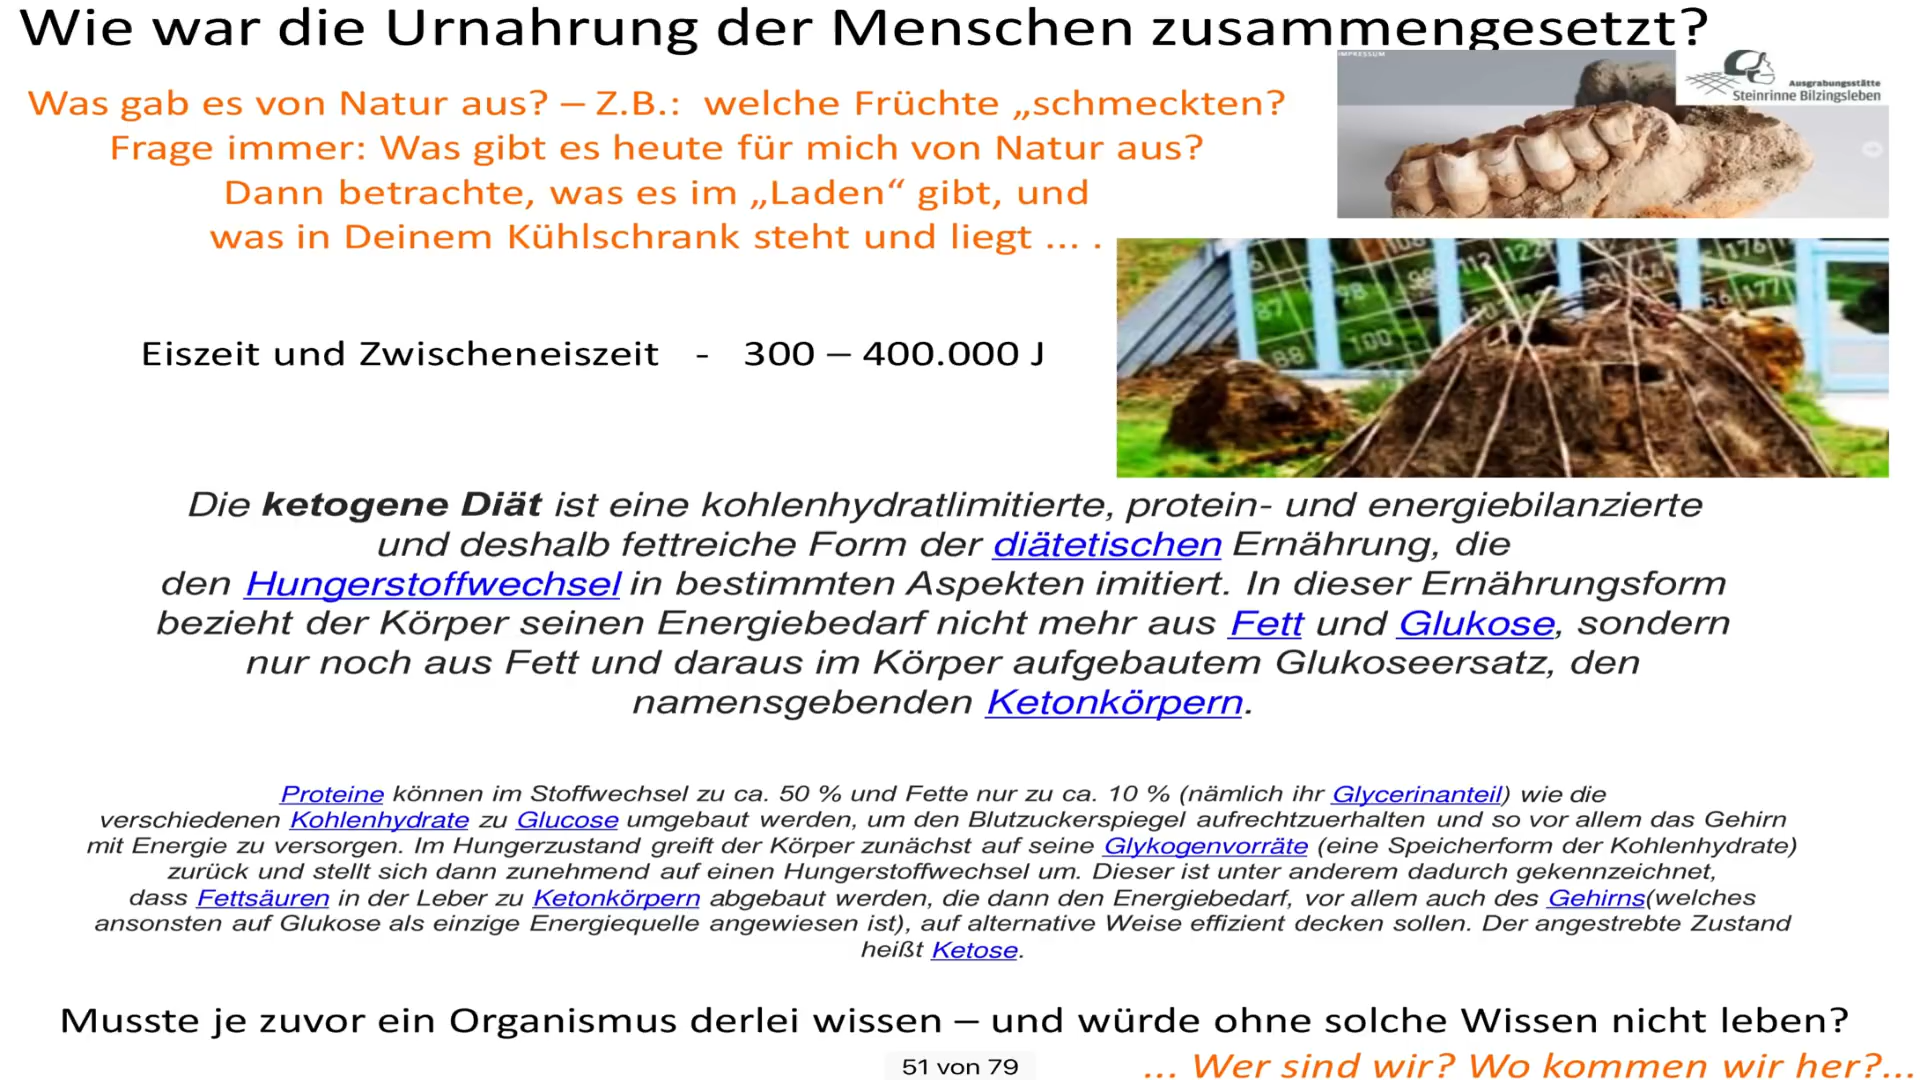 Wie war die Urnahrung der Menschen zusammengesetzt?
IMPRESSUM
Ausgrabungsstätte
Steinrinne Bilzingsleben
Was gab es von Natur aus? – Z.B.: welche Früchte „schmeckten?
Frage immer: Was gibt es heute für mich von Natur aus?
Dann betrachte, was es im „Laden“ gibt, und
was in Deinem Kühlschrank steht und liegt ... .
112 122
176
87 98
56 177
88 100
Eiszeit und Zwischeneiszeit - 300 – 400.000 J
Die ketogene Diät ist eine kohlenhydratlimitierte, protein- und energiebilanzierte
und deshalb fettreiche Form der diätetischen Ernährung, die
den Hungerstoffwechsel in bestimmten Aspekten imitiert. In dieser Ernährungsform
bezieht der Körper seinen Energiebedarf nicht mehr aus Fett und Glukose, sondern
nur noch aus Fett und daraus im Körper aufgebautem Glukoseersatz, den
namensgebenden Ketonkörpern.
Proteine können im Stoffwechsel zu ca. 50 % und Fette nur zu ca. 10 % (nämlich ihr Glycerinanteil) wie die
verschiedenen Kohlenhydrate zu Glucose umgebaut werden, um den Blutzuckerspiegel aufrechtzuerhalten und so vor allem das Gehirn
mit Energie zu versorgen. Im Hungerzustand greift der Körper zunächst auf seine Glykogenvorräte (eine Speicherform der Kohlenhydrate)
zurück und stellt sich dann zunehmend auf einen Hungerstoffwechsel um. Dieser ist unter anderem dadurch gekennzeichnet,
dass Fettsäuren in der Leber zu Ketonkörpern abgebaut werden, die dann den Energiebedarf, vor allem auch des Gehirns(welches
ansonsten auf Glukose als einzige Energiequelle angewiesen ist), auf alternative Weise effizient decken sollen. Der angestrebte Zustand
heißt Ketose.
Musste je zuvor ein Organismus derlei wissen – und würde ohne solche Wissen nicht leben?
51 von 79
... Wer sind wir? Wo kommen wir her?...